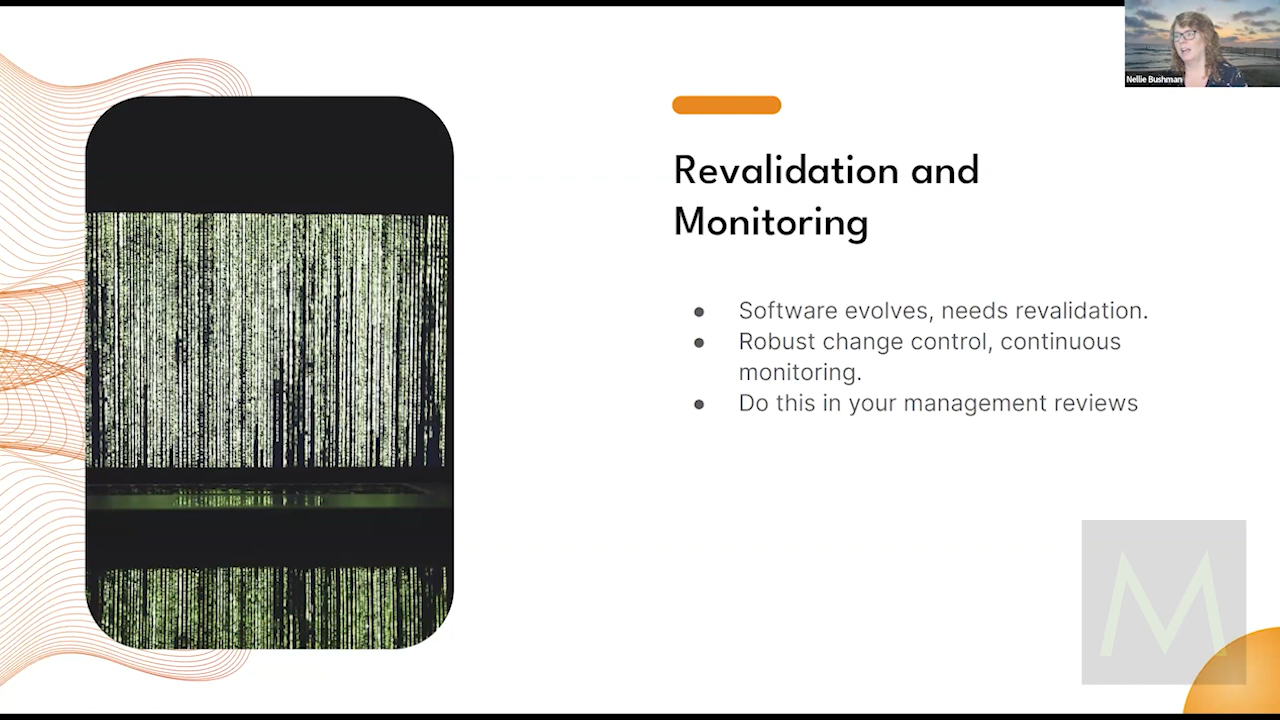 Nellie Bushman
Revalidation and
Monitoring
● Software evolves, needs revalidation.
● Robust change control, continuous
monitoring.
● Do this in your management reviews
M